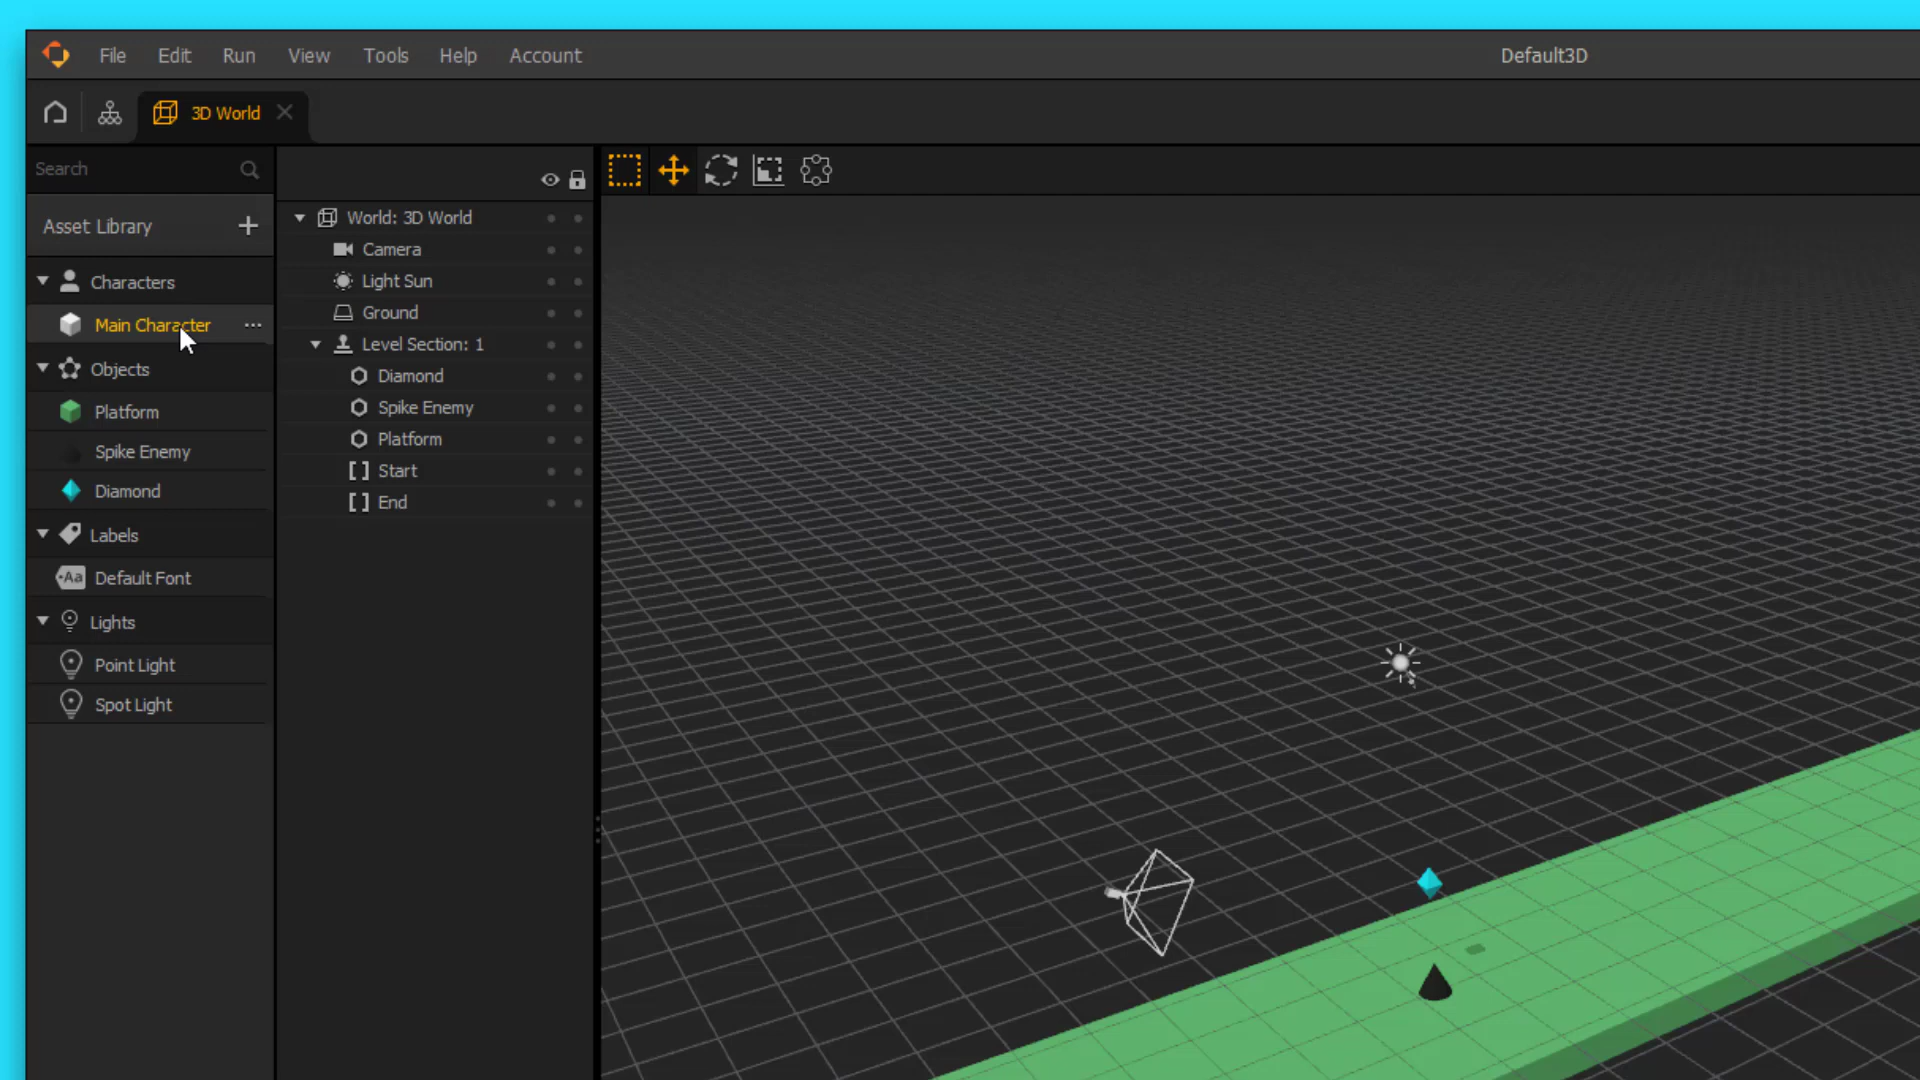 File Edit Run View Tools Help Account Default3D
3D World
Search
Asset Library
Characters
Main Character
Objects
Platform
Spike Enemy
Diamond
Labels
Aa Default Font
Lights
Point Light
Spot Light
World: 3D World
Camera
Light Sun
Ground
Level Section: 1
Diamond
Spike Enemy
Platform
Start
End